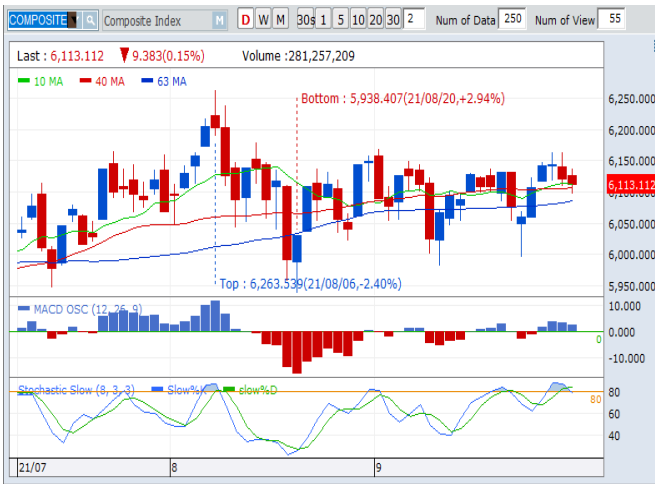 COMPOSITE Composite Index M D W M 30s 1 5 10 20 30 2 Num of Data 250 Num of View 55
Last : 6,113.112 ▼ 9.383(0.15%) Volume :281,257,209
10 MA 40 MA 63 MA
Bottom : 5,938.407(21/08/20,+2.94%)
6,250.000
6,200.000
6,150.000
6,113.112
6,050.000
6,000.000
5,950.000
Top : 6,263.539(21/08/06,-2.40%)
MACD OSC (12, 26, 9)
10.000
0.000
0
-10.000
Stochastic Slow (8, 3, 3) Slow%K slow%D
80
80
60
40
21/07 8 9